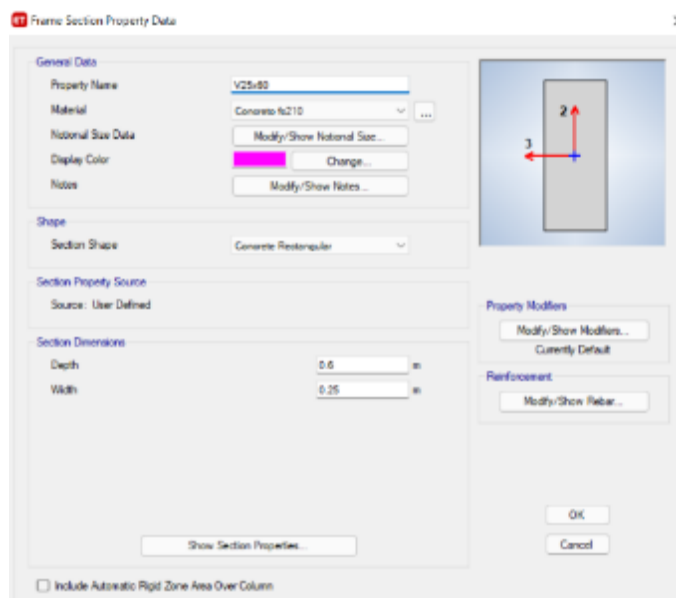 Frame Section Property Data
General Data
Property Name V25x60
Material Concreto fc210 ...
Notional Size Data Modify/Show Notional Size...
Display Color Change...
Notes Modify/Show Notes...
2
3
Shape
Section Shape Concrete Rectangular
Section Property Source
Source: User Defined
Property Modifiers
Modify/Show Modifiers...
Currently Default
Section Dimensions
Depth 0.6 m
Width 0.25 m
Reinforcement
Modify/Show Rebar...
OK
Show Section Properties...
Cancel
Include Automatic Rigid Zone Area Over Column